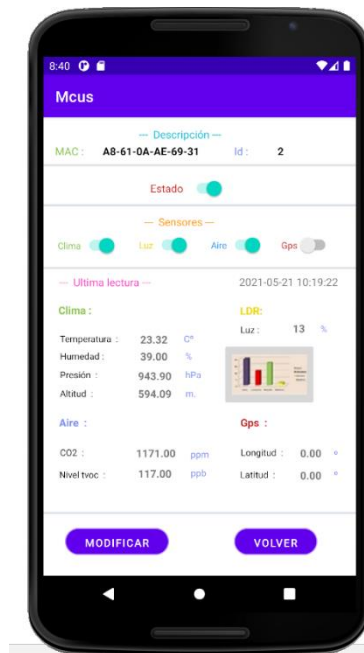 8:40
Mcus
--- Descripción ---
MAC : A8-61-0A-AE-69-31 Id : 2
Estado
--- Sensores ---
Clima Luz Aire Gps
--- Ultima lectura --- 2021-05-21 10:19:22
Clima : LDR:
Luz : 13 %
Temperatura : 23.32 Cº
Humedad : 39.00 %
Presión : 943.90 hPa
Altitud : 594.09 m.
Aire : Gps :
CO2 : 1171.00 ppm Longitud : 0.00 º
Nivel tvoc : 117.00 ppb Latitud : 0.00 º
MODIFICAR VOLVER